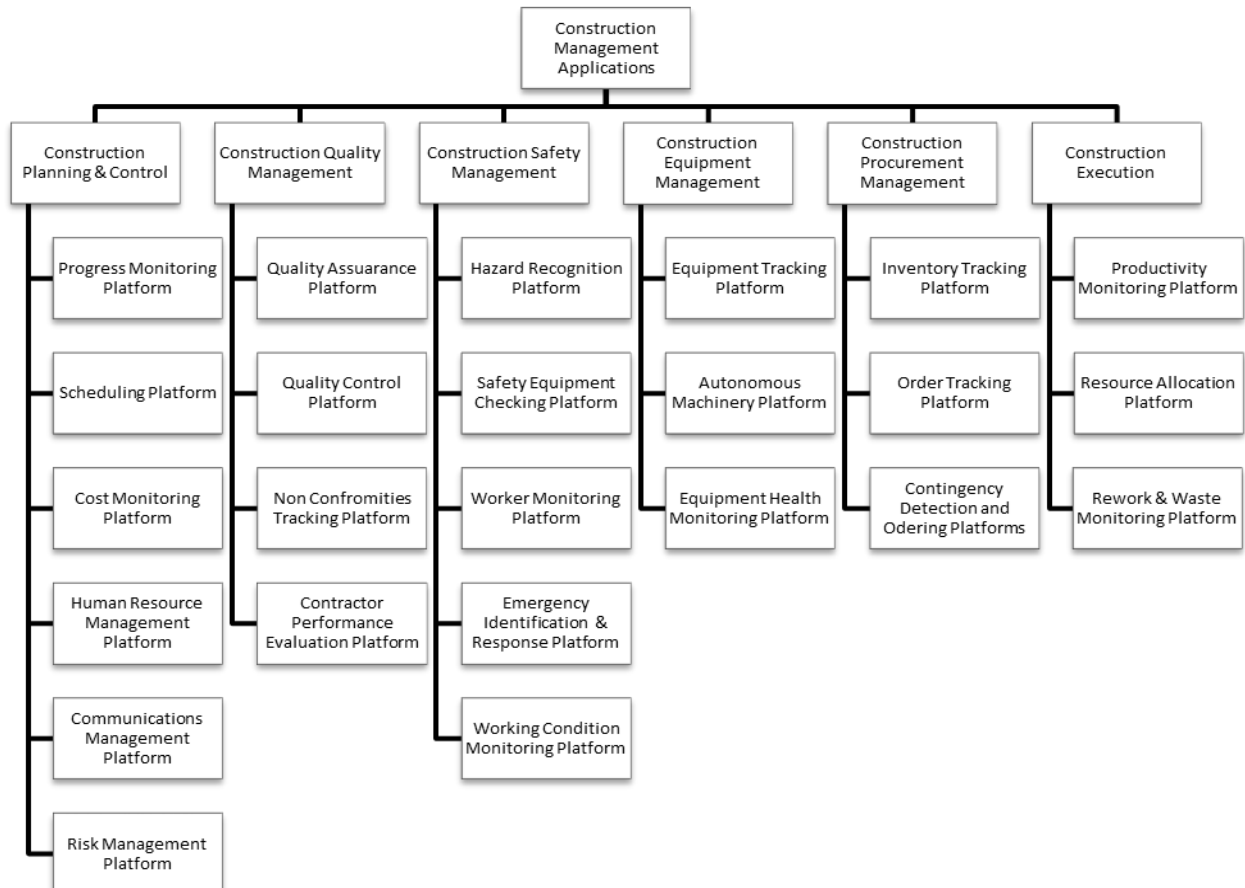 Construction
Management
Applications
Construction
Planning & Control
Construction Quality
Management
Construction Safety
Management
Construction
Equipment
Management
Construction
Procurement
Management
Construction
Execution
Progress Monitoring
Platform
Scheduling Platform
Cost Monitoring
Platform
Human Resource
Management
Platform
Communications
Management
Platform
Risk Management
Platform
Quality Assuarance
Platform
Quality Control
Platform
Non Confromities
Tracking Platform
Contractor
Performance
Evaluation Platform
Hazard Recognition
Platform
Safety Equipment
Checking Platform
Worker Monitoring
Platform
Emergency
Identification &
Response Platform
Working Condition
Monitoring Platform
Equipment Tracking
Platform
Autonomous
Machinery Platform
Equipment Health
Monitoring Platform
Inventory Tracking
Platform
Order Tracking
Platform
Contingency
Detection and
Odering Platforms
Productivity
Monitoring Platform
Resource Allocation
Platform
Rework & Waste
Monitoring Platform